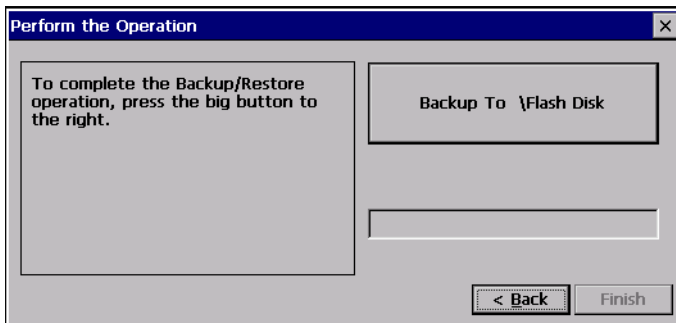 Perform the Operation
To complete the Backup/Restore
operation, press the big button to
the right.
Backup To \Flash Disk
< Back
Finish